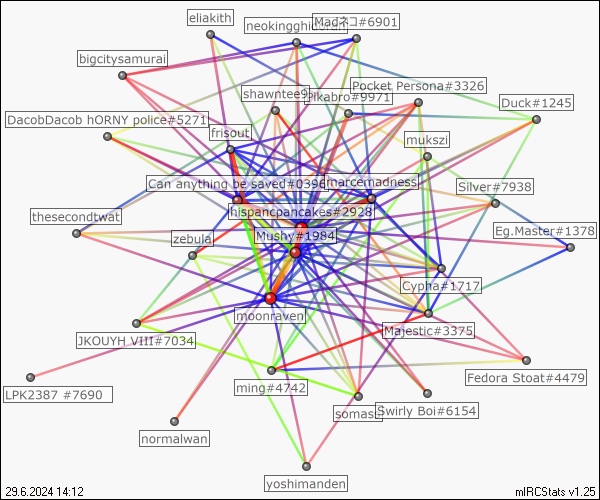 eliakith
neokingghidorah
Madネコ#6901
bigcitysamurai
shawntee9
Pikabro#9971
Pocket Persona#3326
Duck#1245
DacobDacob hORNY police#5271
frisout
mukszi
Can anything be saved#0396
marcemadness
Silver#7938
hispancpancakes#2928
thesecondtwat
zebula
Mushy#1984
Eg.Master#1378
Cypha#1717
moonraven
JKOUYH VIII#7034
Majestic#3375
LPK2387 #7690
ming#4742
Fedora Stoat#4479
Swirly Boi#6154
normalwan
yoshimanden
29.6.2024 14:12
mIRCStats v1.25